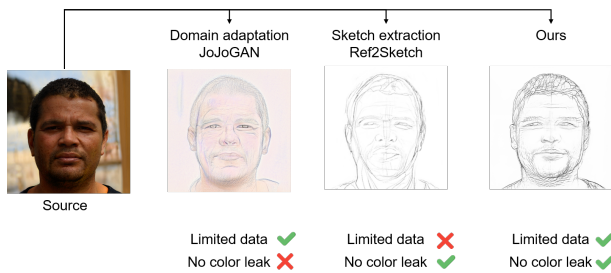 Domain adaptation
JoJoGAN
Sketch extraction
Ref2Sketch
Ours
Source
Limited data
No color leak
Limited data
No color leak
Limited data
No color leak